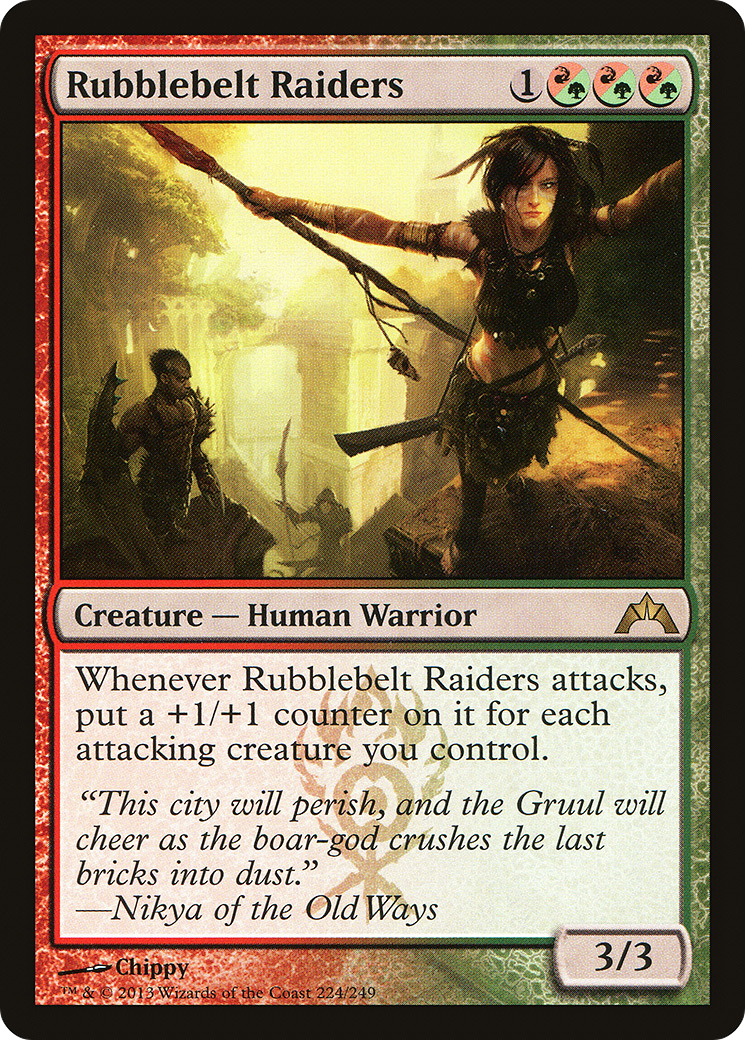 Rubblebelt Raiders 1
Creature — Human Warrior
Whenever Rubblebelt Raiders attacks,
put a +1/+1 counter on it for each
attacking creature you control.
“This city will perish, and the Gruul will
cheer as the boar-god crushes the last
bricks into dust.”
—Nikya of the Old Ways
3/3
Chippy
™ & © 2013 Wizards of the Coast 224/249